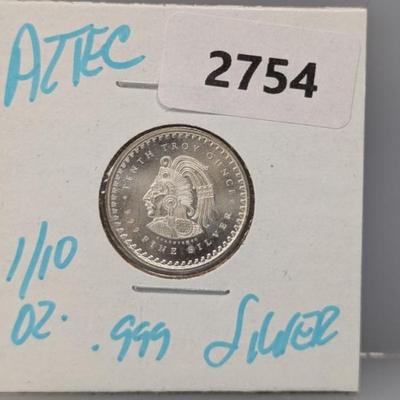 AZTEC
2754
TENTH TROY OUNCE
.999 FINE SILVER
1/10
OZ. .999 SILVER